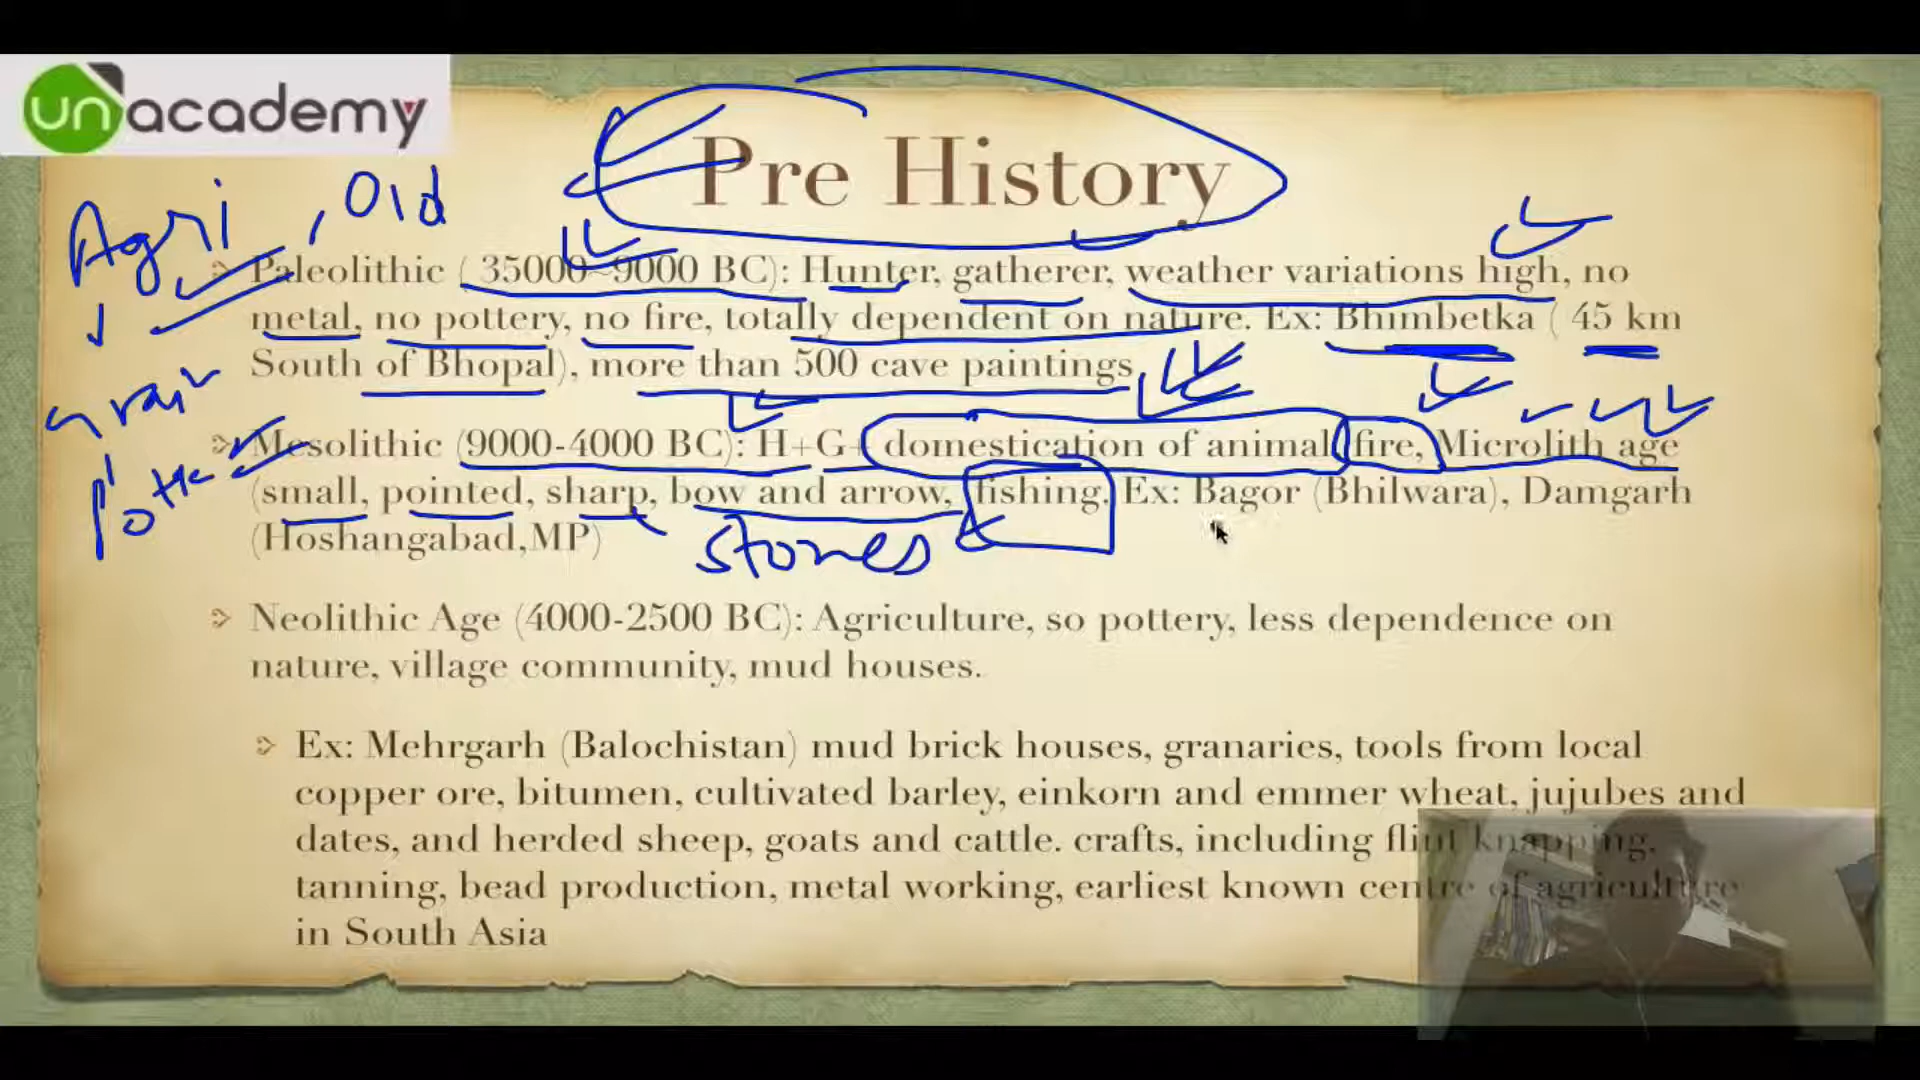 unacademy
Pre History
Agri , Old
Paleolithic ( 35000~9000 BC): Hunter, gatherer, weather variations high, no
metal, no pottery, no fire, totally dependent on nature. Ex: Bhimbetka ( 45 km
South of Bhopal), more than 500 cave paintings
Grain
Mesolithic (9000-4000 BC): H+G+ domestication of animal, fire, Microlith age
(small, pointed, sharp, bow and arrow, fishing, Ex: Bagor (Bhilwara), Damgarh
(Hoshangabad,MP)
stones
Neolithic Age (4000-2500 BC): Agriculture, so pottery, less dependence on
nature, village community, mud houses.
Ex: Mehrgarh (Balochistan) mud brick houses, granaries, tools from local
copper ore, bitumen, cultivated barley, einkorn and emmer wheat, jujubes and
dates, and herded sheep, goats and cattle. crafts, including flint knapping,
tanning, bead production, metal working, earliest known centre of agriculture
in South Asia